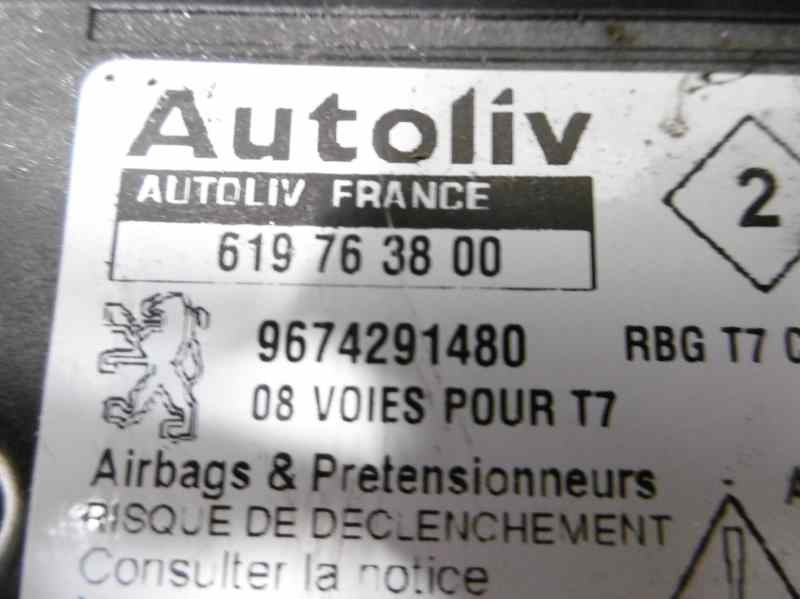 Autoliv
AUTOLIV FRANCE
619 76 38 00
2
9674291480 RBG T7
08 VOIES POUR T7
Airbags & Pretensionneurs
RISQUE DE DECLENCHEMENT
Consulter la notice